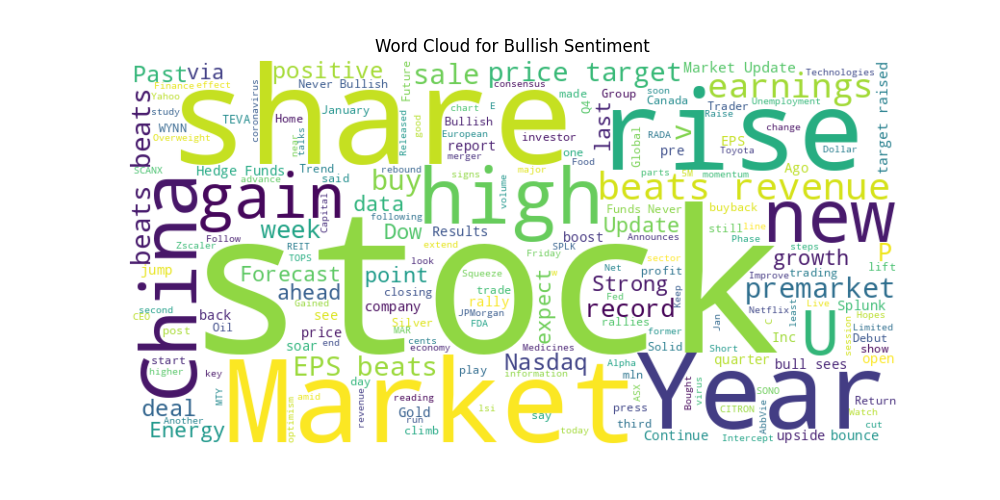 Word Cloud for Bullish Sentiment
Past
via
positive
sale
price target
Market Update
Technologies
Finance
effect
Yahoo
Never Bullish
Future
consensus
earnings
share
rise
study
coronavirus
January
chart
E
made
Group
Canada
soon
Unemployment
Raise
target raised
WYNN
TEVA
Home
near
talks
Released
good
Bullish
European
report
merger
investor
Q4
last
Trader
v
EPS
change
Toyota
Dollar
Overweight
beats beats
SCANX
Hedge Funds
Trend
said
advance
rebound
signs
one
Food
major
Global
RADA
pre
parts
SM
momentum
Ago
China
gain
Capital
data
buy
high
volume
beats revenue
Funds Never
buyback
new
week
following
Dow
Results
boost
Update
Announces
still
line
Phase
P
Zscaler
Follow
REIT
TOPS
look
extend
SPLK
Friday
steps
growth
lift
jump
Forecast
point
Squeeze
expect
Net
profit
sector
Improve
trading
stock
ahead
closing
trade
Strong
Fed
Keep
premarket
second
CEO
Gained
see
company
rally
record
former
Jan
Netflix
C
least
Live
Splunk
post
back
Oil
price
end
Silver
MAR
cents
JPMorgan
FDA
rallies
U
session
Hopes
Limited
Inc
Debut
start
higher
key
soar
economy
Medicines
Nasdaq
Alpha
Solid
Short
quarter
bull sees
show
open
EPS beats
information
mln
ASX
Bought
virus
SONO
deal
MTY
day
play
Market
Year
Another
amid
optimism
revenue
reading
Gold
run
climb
lsi
say
today
press
third
CITRON
AbbVie
Return
Watch
cut
Energy
Continue
Intercept
upside
bounce